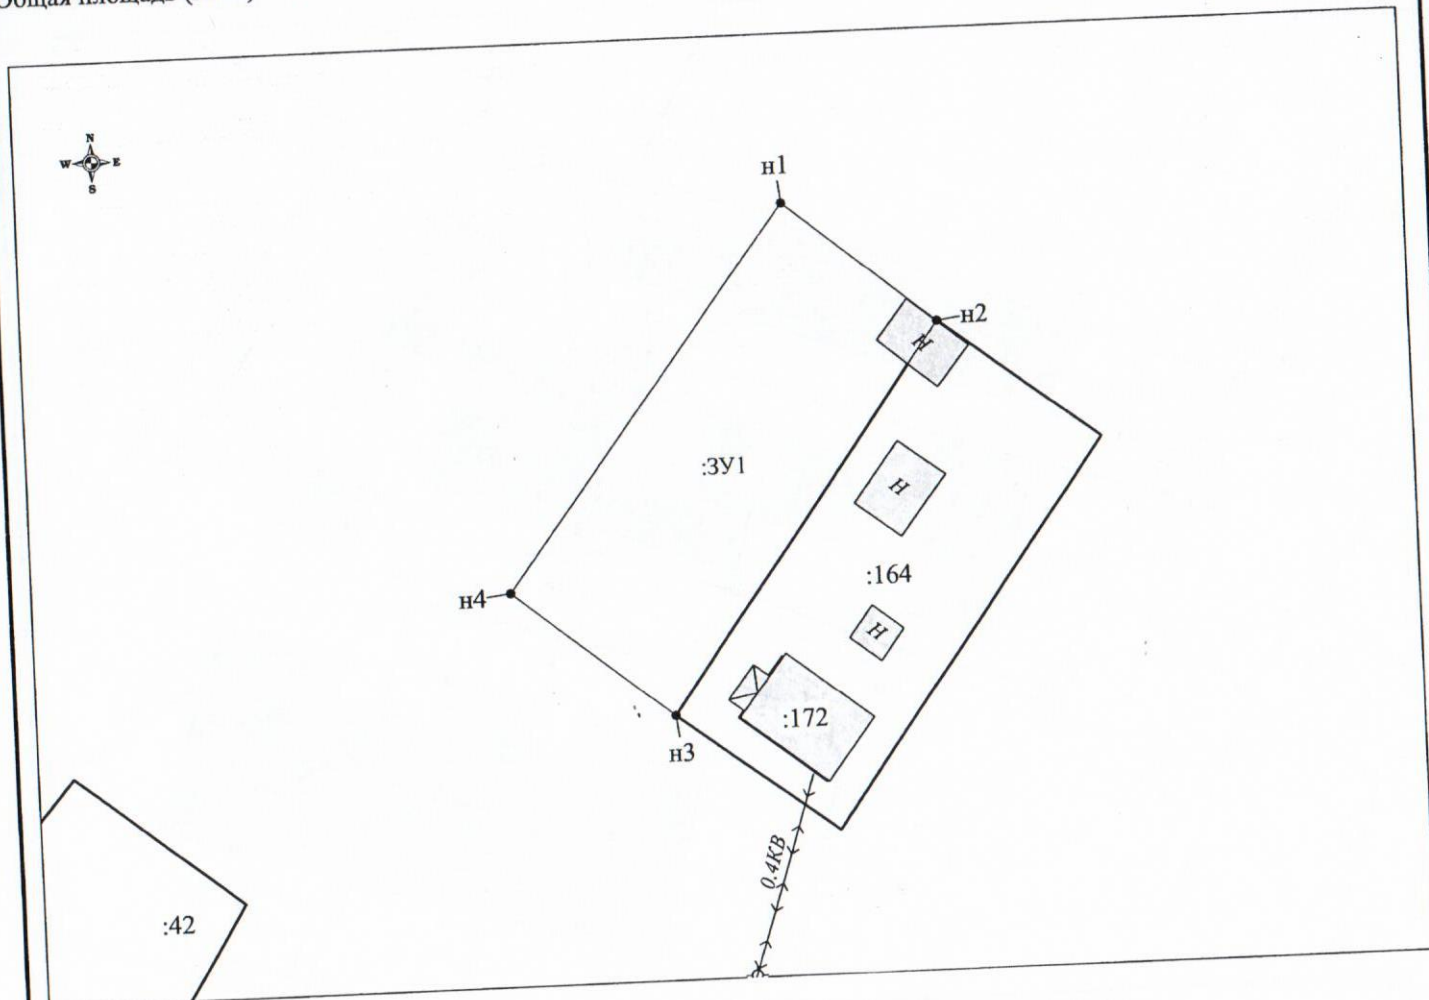 Общая площадь
N
W E
S
н1
н2
Н
:ЗУ1
Н
:164
н4
Н
:172
н3
0.4КВ
:42